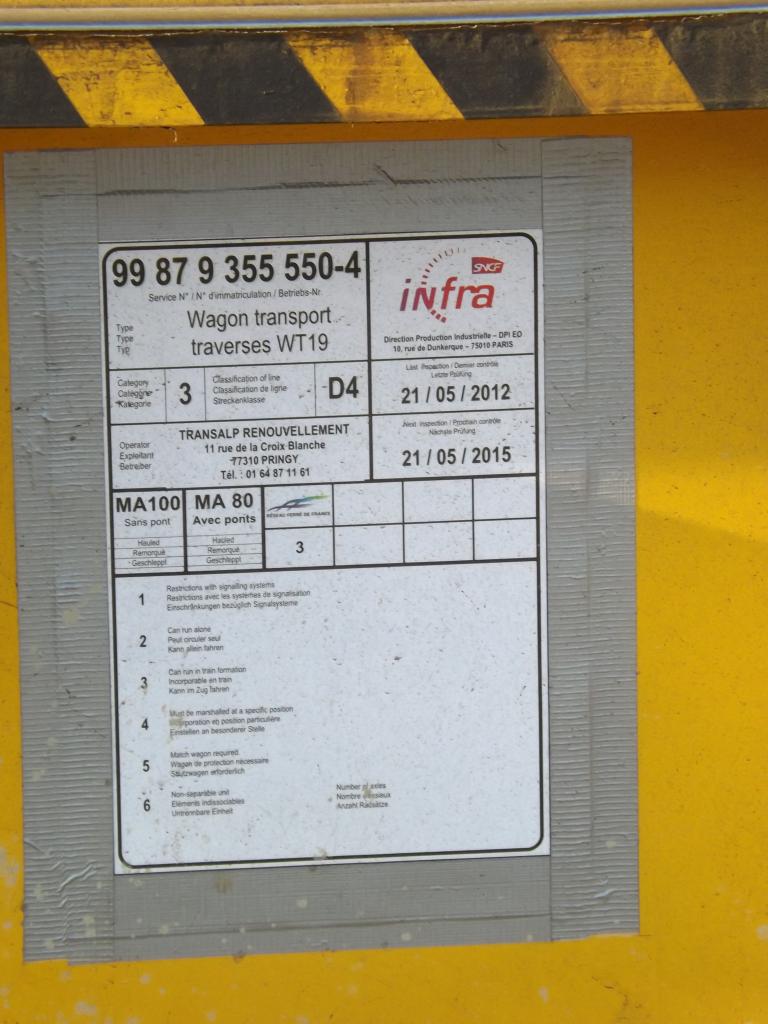 99 87 9 355 550-4
Service N° / N° d'immatriculation / Betriebs-Nr.
Type
Type
Typ
Wagon transport
traverses WT19
SNCF
infra
Direction Production Industrielle – DPI EO
10, rue de Dunkerque – 75010 PARIS
Category
Catégorie
Kategorie
3
Classification of line
Classification de ligne
Streckenklasse
D4
Last Inspection / Dernier contrôle
Letzte Prüfung
21 / 05 / 2012
Operator
Exploitant
Betreiber
TRANSALP RENOUVELLEMENT
11 rue de la Croix Blanche
77310 PRINGY
Tél. : 01 64 87 11 61
Next Inspection / Prochain contrôle
Nächste Prüfung
21 / 05 / 2015
MA100
Sans pont
Hauled
Remorqué
Geschleppt
MA 80
Avec ponts
Hauled
Remorqué
Geschleppt
RÉSEAU FERRÉ DE FRANCE
3
1
Restrictions with signalling systems
Restrictions avec les systèmes de signalisation
Einschränkungen bezüglich Signalsysteme
2
Can run alone
Peut circuler seul
Kann allein fahren
3
Can run in train formation
Incorporable en train
Kann im Zug fahren
4
Must be marshalled at a specific position
Incorporation en position particulière
Einstellen an besonderer Stelle
5
Match wagon required
Wagon de protection nécessaire
Stützwagen erforderlich
6
Non-separable unit
Eléments indissociables
Untrennbare Einheit
Number of axles
Nombre d'essieux
Anzahl Radsätze